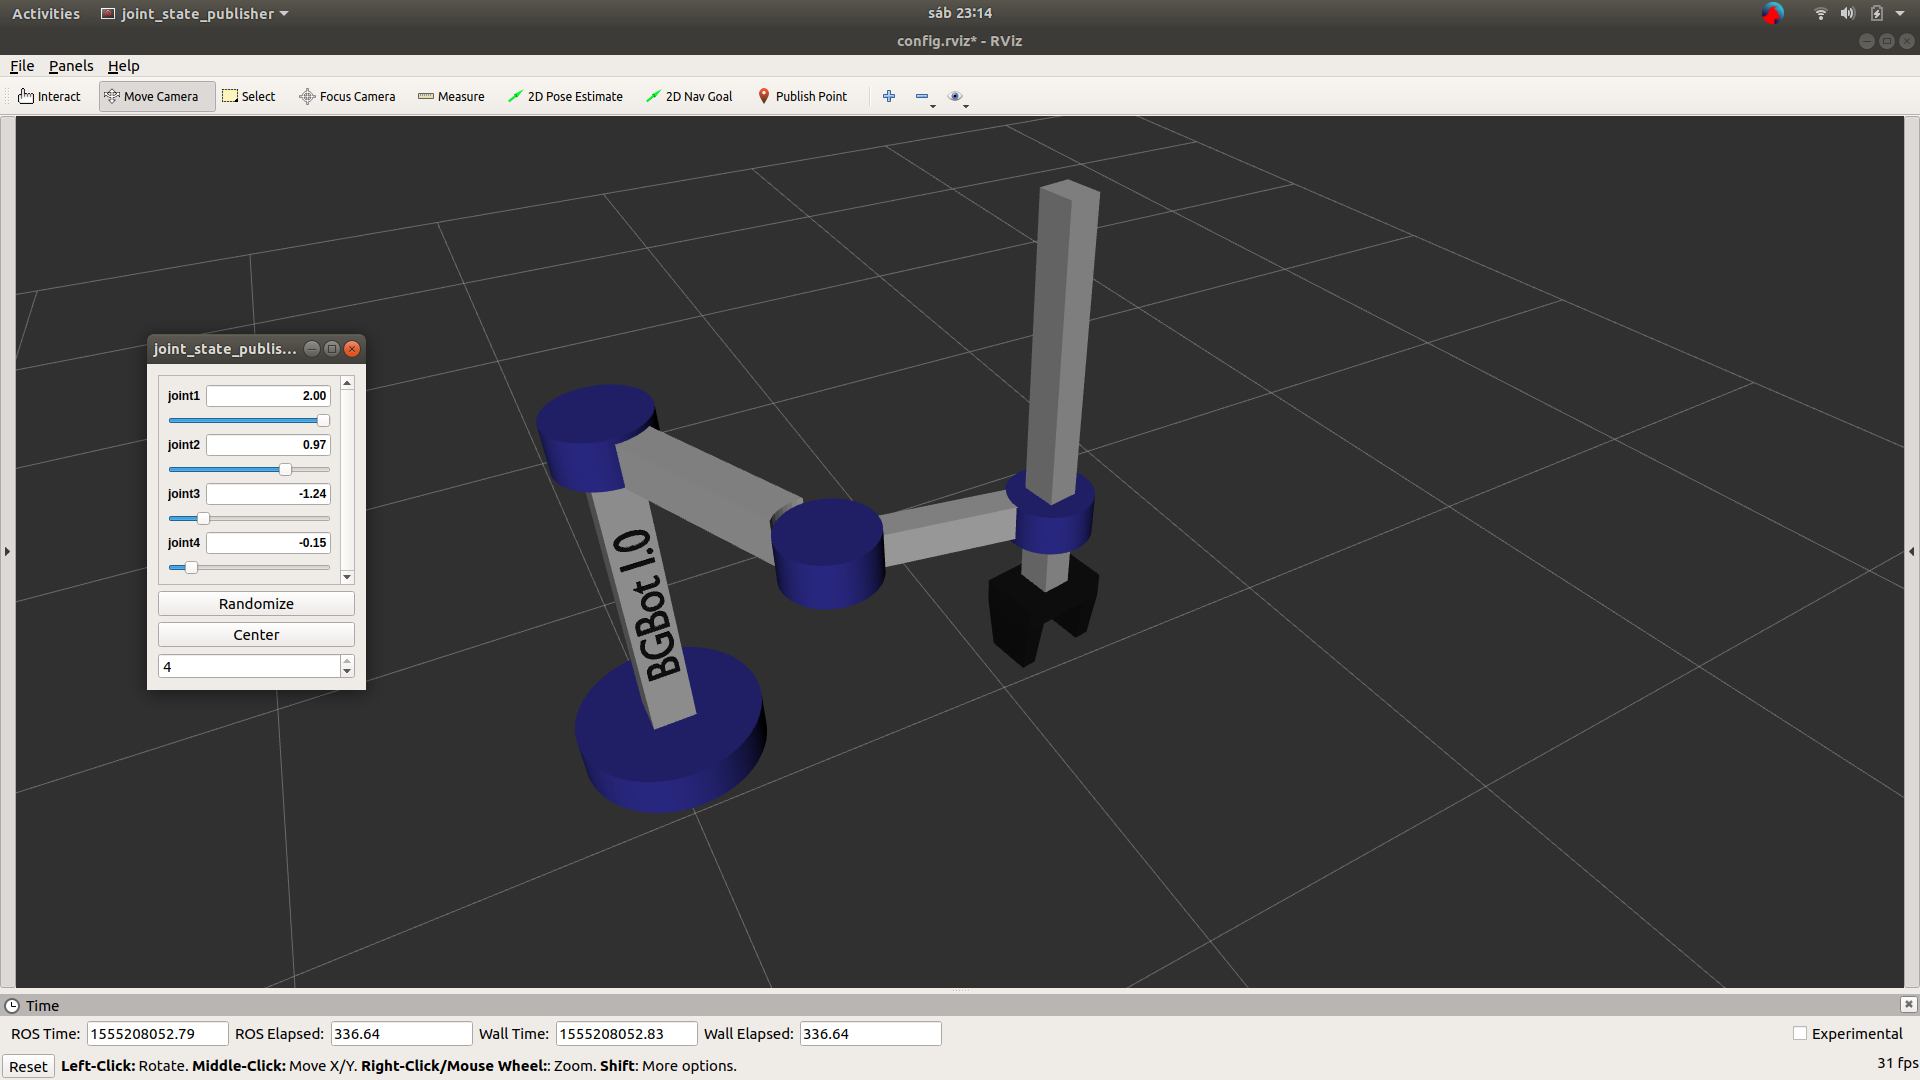 Activities joint_state_publisher sáb 23:14
config.rviz* - RViz
File Panels Help
Interact Move Camera Select Focus Camera Measure 2D Pose Estimate 2D Nav Goal Publish Point
joint_state_publis...
joint1 2.00
joint2 0.97
joint3 -1.24
joint4 -0.15
Randomize
Center
4
BGBot 1.0
Time
ROS Time: 1555208052.79 ROS Elapsed: 336.64 Wall Time: 1555208052.83 Wall Elapsed: 336.64 Experimental
Reset Left-Click: Rotate. Middle-Click: Move X/Y. Right-Click/Mouse Wheel:: Zoom. Shift: More options. 31 fps